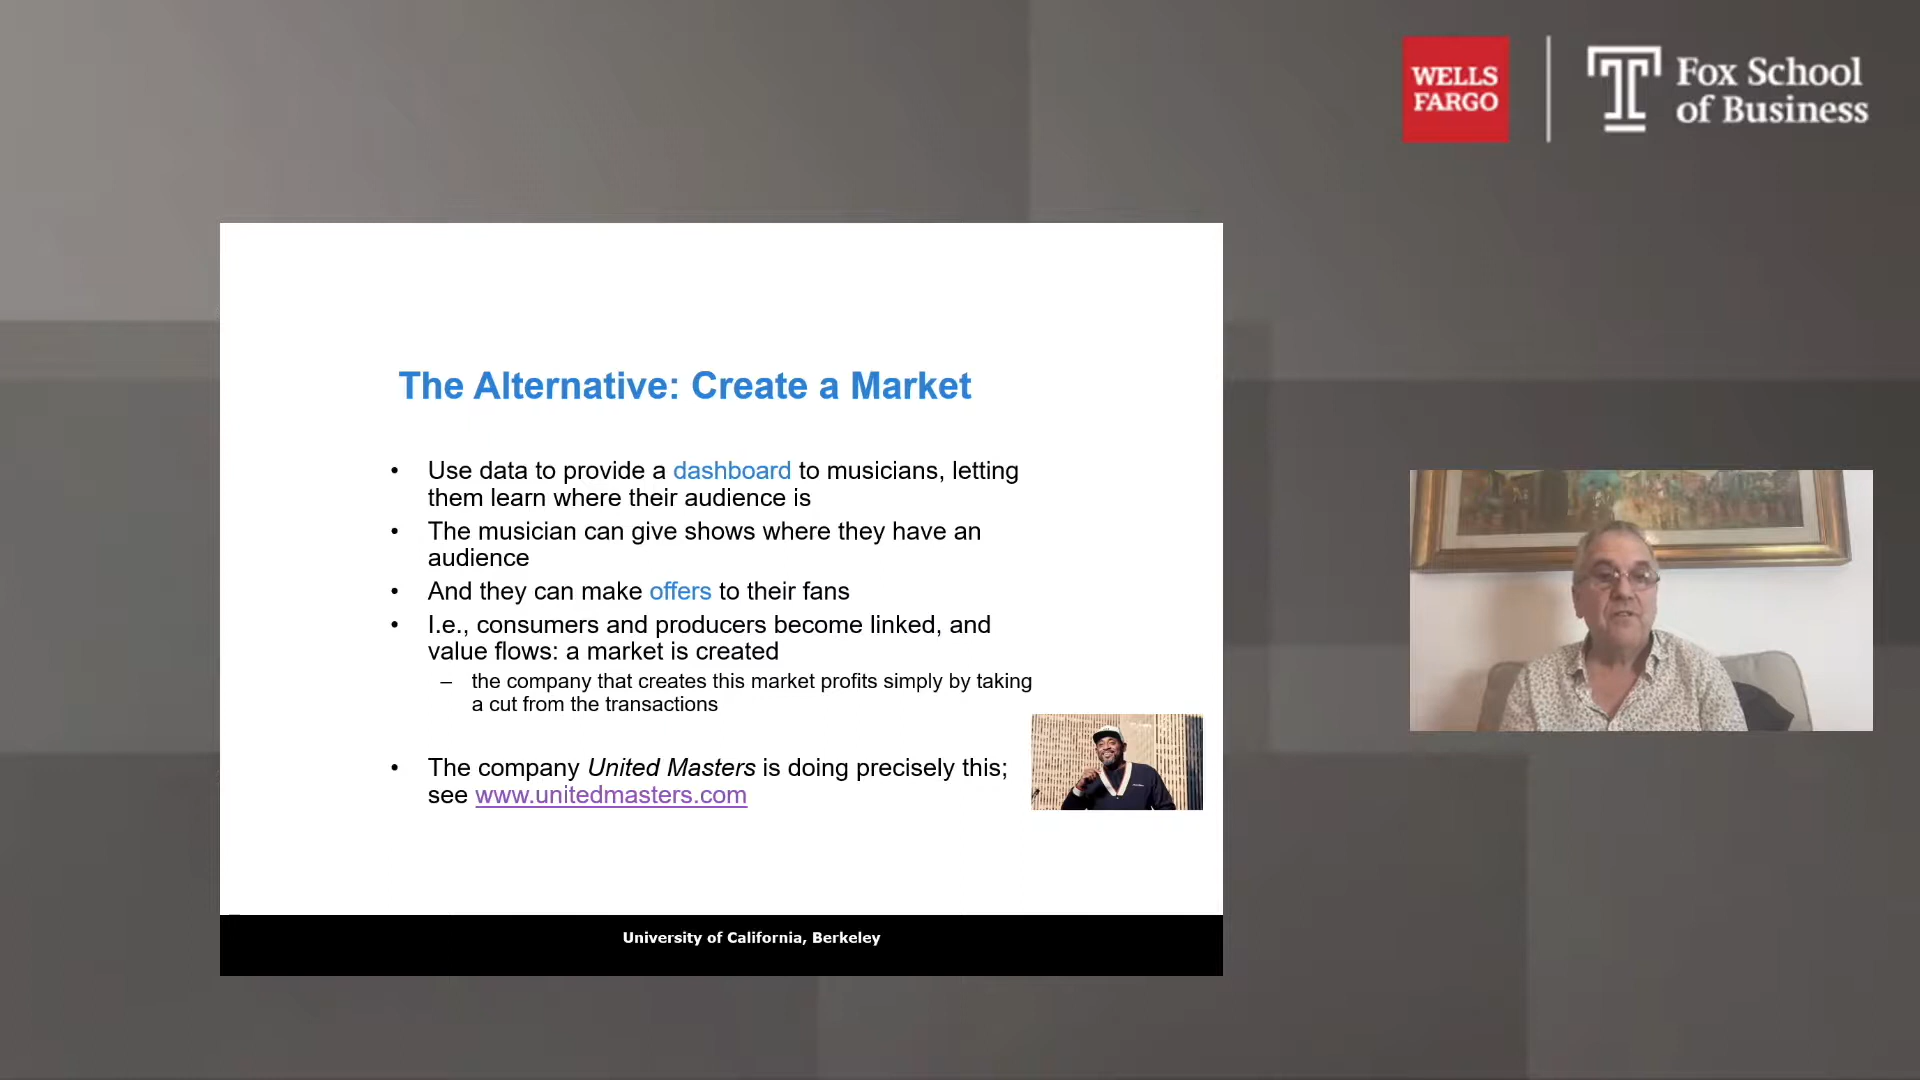 WELLS
FARGO
Fox School
of Business
The Alternative: Create a Market
• Use data to provide a dashboard to musicians, letting
them learn where their audience is
• The musician can give shows where they have an
audience
• And they can make offers to their fans
• I.e., consumers and producers become linked, and
value flows: a market is created
– the company that creates this market profits simply by taking
a cut from the transactions
• The company United Masters is doing precisely this;
see www.unitedmasters.com
University of California, Berkeley